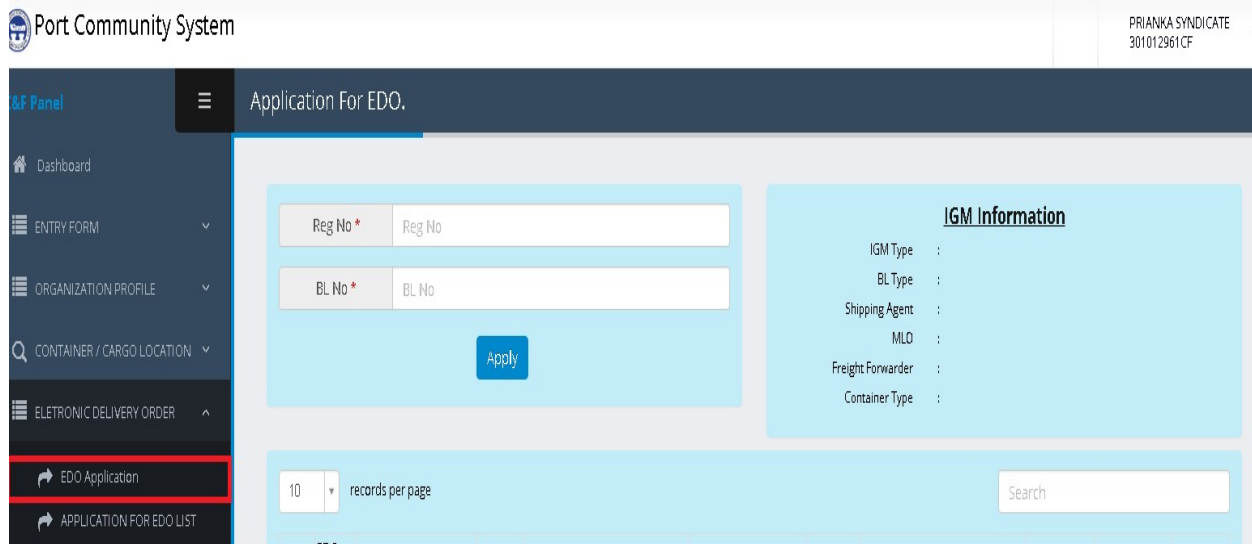 Port Community System
PRIANKA SYNDICATE
301012961CF
&F Panel
Application For EDO.
Dashboard
ENTRY FORM
ORGANIZATION PROFILE
CONTAINER / CARGO LOCATION
ELETRONIC DELIVERY ORDER
EDO Application
APPLICATION FOR EDO LIST
Reg No *
Reg No
BL No *
BL No
Apply
IGM Information
IGM Type :
BL Type :
Shipping Agent :
MLO :
Freight Forwarder :
Container Type :
10 records per page
Search